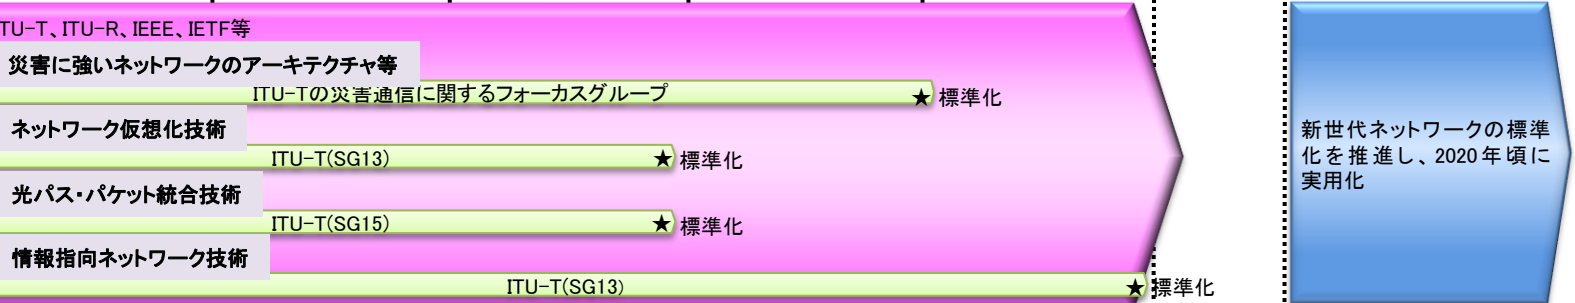 TU-T、ITU-R、IEEE、IETF等
災害に強いネットワークのアーキテクチャ等
ITU-Tの災害通信に関するフォーカスグループ
★ 標準化
ネットワーク仮想化技術
ITU-T(SG13)
★ 標準化
光パス・パケット統合技術
ITU-T(SG15)
★ 標準化
情報指向ネットワーク技術
ITU-T(SG13)
★ 標準化
新世代ネットワークの標準
化を推進し、2020年頃に
実用化